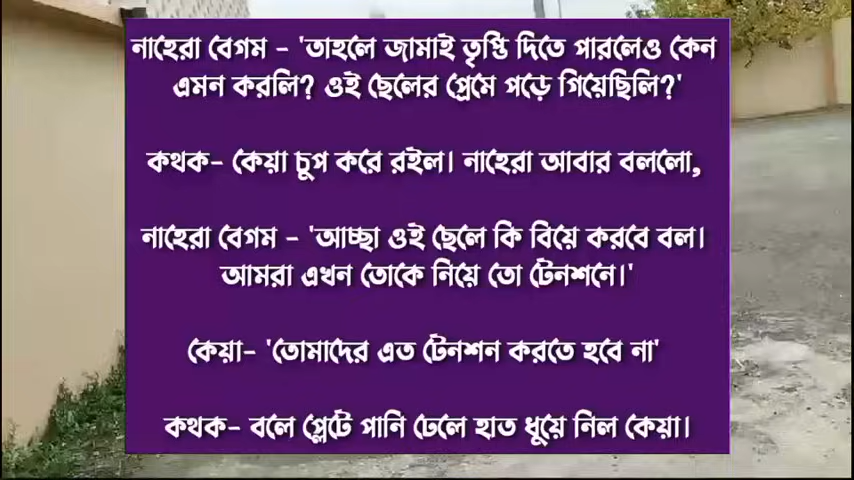 নাহেরা বেগম - 'তাহলে জামাই তৃপ্তি দিতে পারলেও কেন
এমন করলি? ওই ছেলের প্রেমে পড়ে গিয়েছিলি?'
কথক- কেয়া চুপ করে রইল। নাহেরা আবার বললো,
নাহেরা বেগম - 'আচ্ছা ওই ছেলে কি বিয়ে করবে বল।
আমরা এখন তোকে নিয়ে তো টেনশনে।'
কেয়া- 'তোমাদের এত টেনশন করতে হবে না'
কথক- বলে প্লেটে পানি ঢেলে হাত ধুয়ে নিল কেয়া।